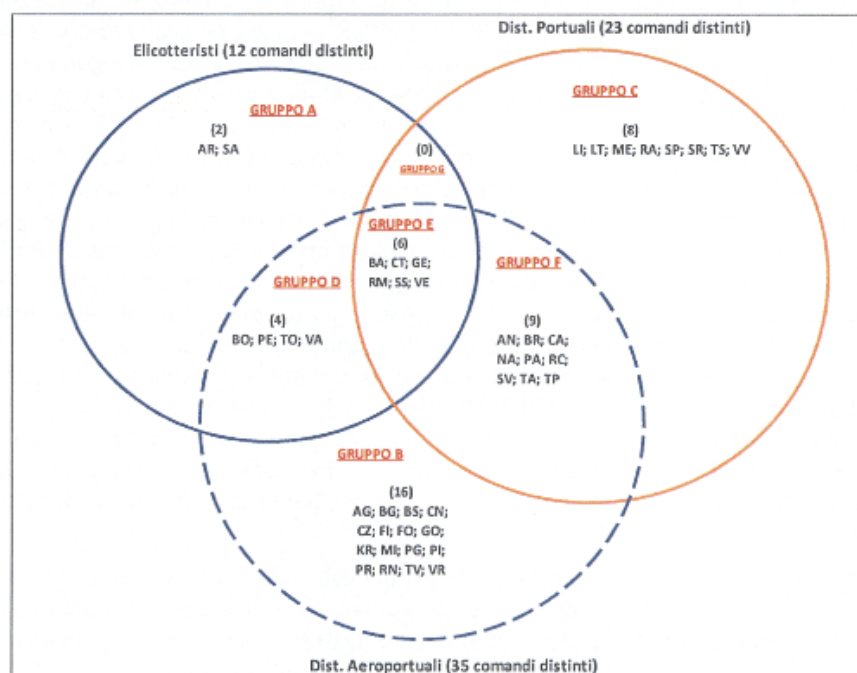 Dist. Portuali (23 comandi distinti)
Elicotteristi (12 comandi distinti)
GRUPPO A
(2)
AR; SA
GRUPPO C
(8)
LI; LT; ME; RA; SP; SR; TS; VV
(0)
GRUPPO G
GRUPPO E
(6)
BA; CT; GE;
RM; SS; VE
GRUPPO D
(4)
BO; PE; TO; VA
GRUPPO F
(9)
AN; BR; CA;
NA; PA; RC;
SV; TA; TP
GRUPPO B
(16)
AG; BG; BS; CN;
CZ; FI; FO; GO;
KR; MI; PG; PI;
PR; RN; TV; VR
Dist. Aeroportuali (35 comandi distinti)